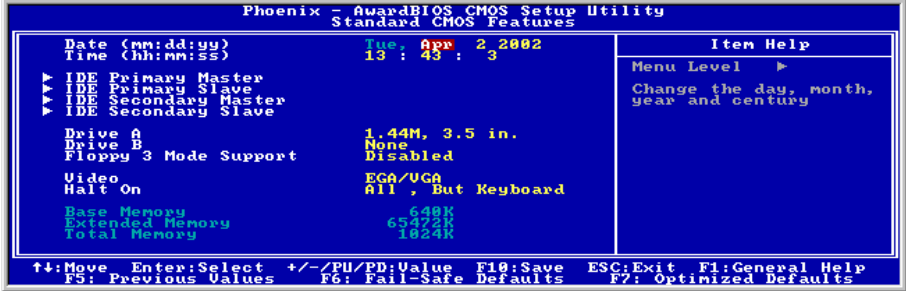 Phoenix - AwardBIOS CMOS Setup Utility
Standard CMOS Features
Date (mm:dd:yy) Tue, Apr 2 2002
Time (hh:mm:ss) 13 : 43 : 3
► IDE Primary Master
► IDE Primary Slave
► IDE Secondary Master
► IDE Secondary Slave
Drive A 1.44M, 3.5 in.
Drive B None
Floppy 3 Mode Support Disabled
Video EGA/VGA
Halt On All , But Keyboard
Base Memory 640K
Extended Memory 65472K
Total Memory 1024K
Item Help
Menu Level ►
Change the day, month,
year and century
↑↓:Move Enter:Select +/-/PU/PD:Value F10:Save ESC:Exit F1:General Help
F5: Previous Values F6: Fail-Safe Defaults F7: Optimized Defaults